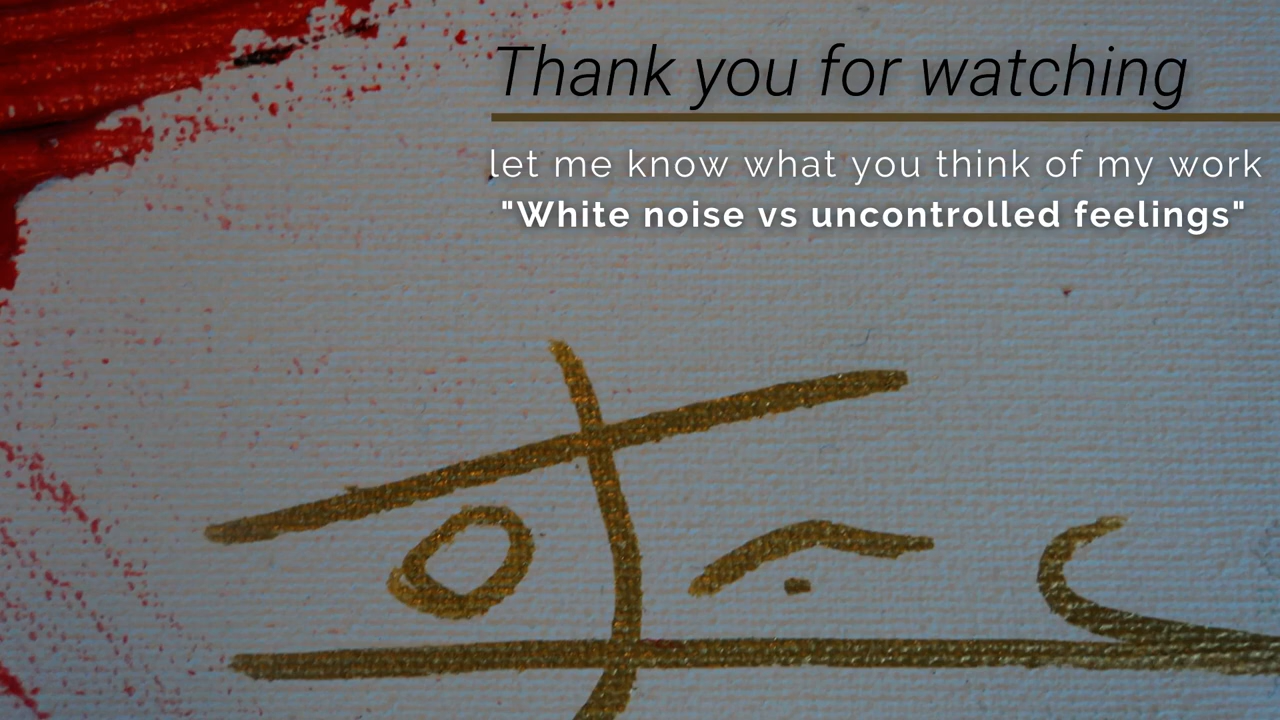 Thank you for watching
let me know what you think of my work
"White noise vs uncontrolled feelings"